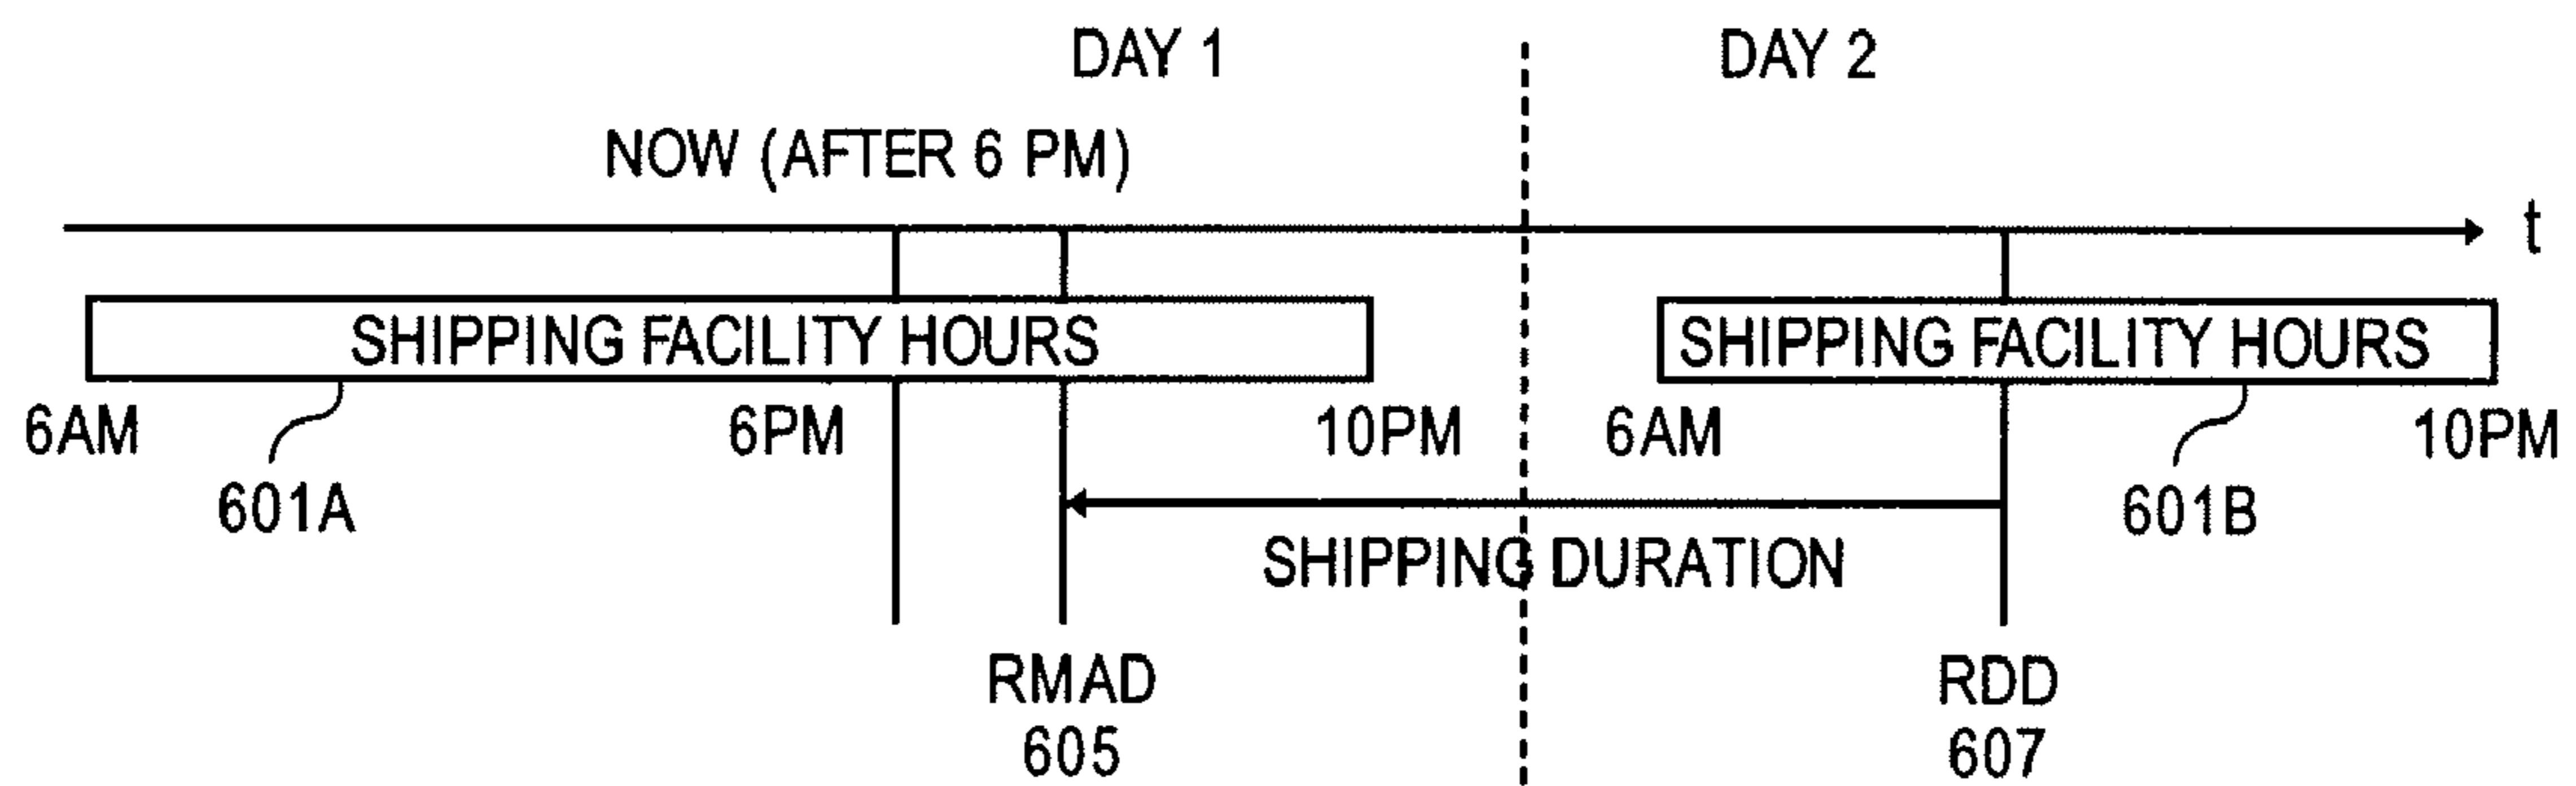 DAY 1
DAY 2
NOW (AFTER 6 PM)
t
SHIPPING FACILITY HOURS
SHIPPING FACILITY HOURS
6AM
6PM
10PM
6AM
10PM
601A
601B
SHIPPING DURATION
RMAD
605
RDD
607